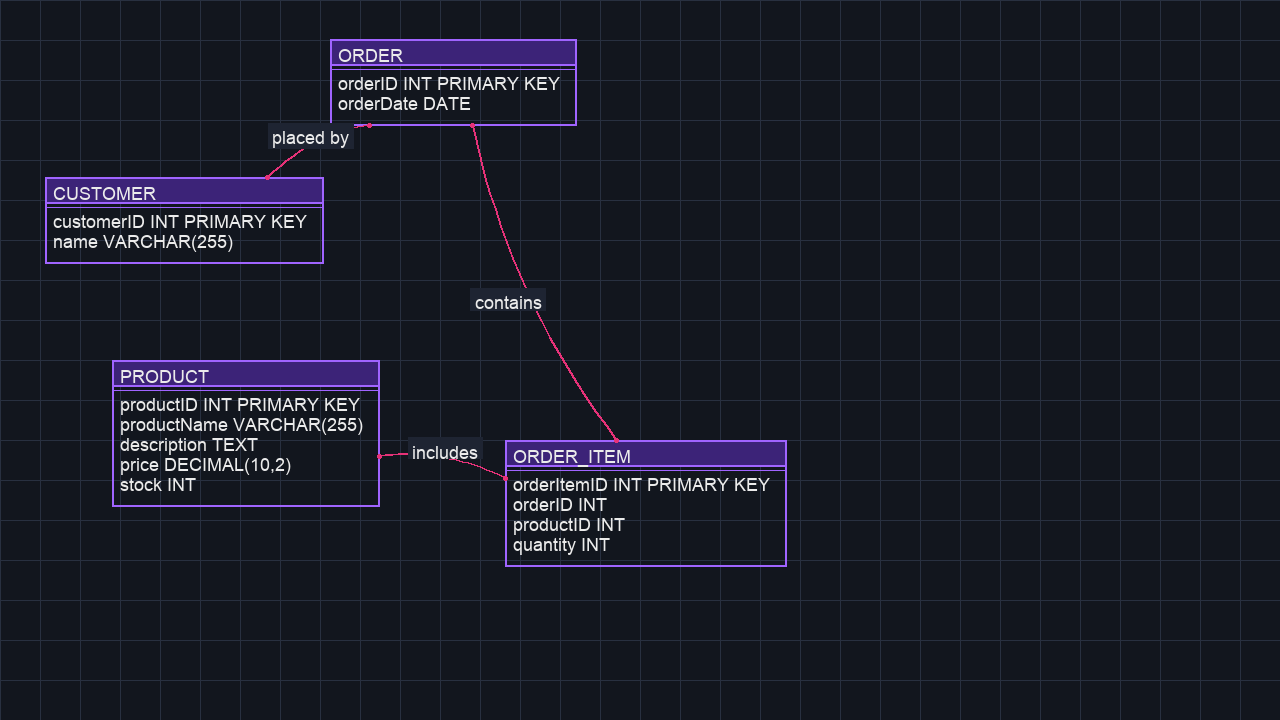 ORDER
orderID INT PRIMARY KEY
orderDate DATE
placed by
CUSTOMER
customerID INT PRIMARY KEY
name VARCHAR(255)
contains
PRODUCT
productID INT PRIMARY KEY
productName VARCHAR(255)
description TEXT
price DECIMAL(10,2)
stock INT
includes
ORDER_ITEM
orderItemID INT PRIMARY KEY
orderID INT
productID INT
quantity INT